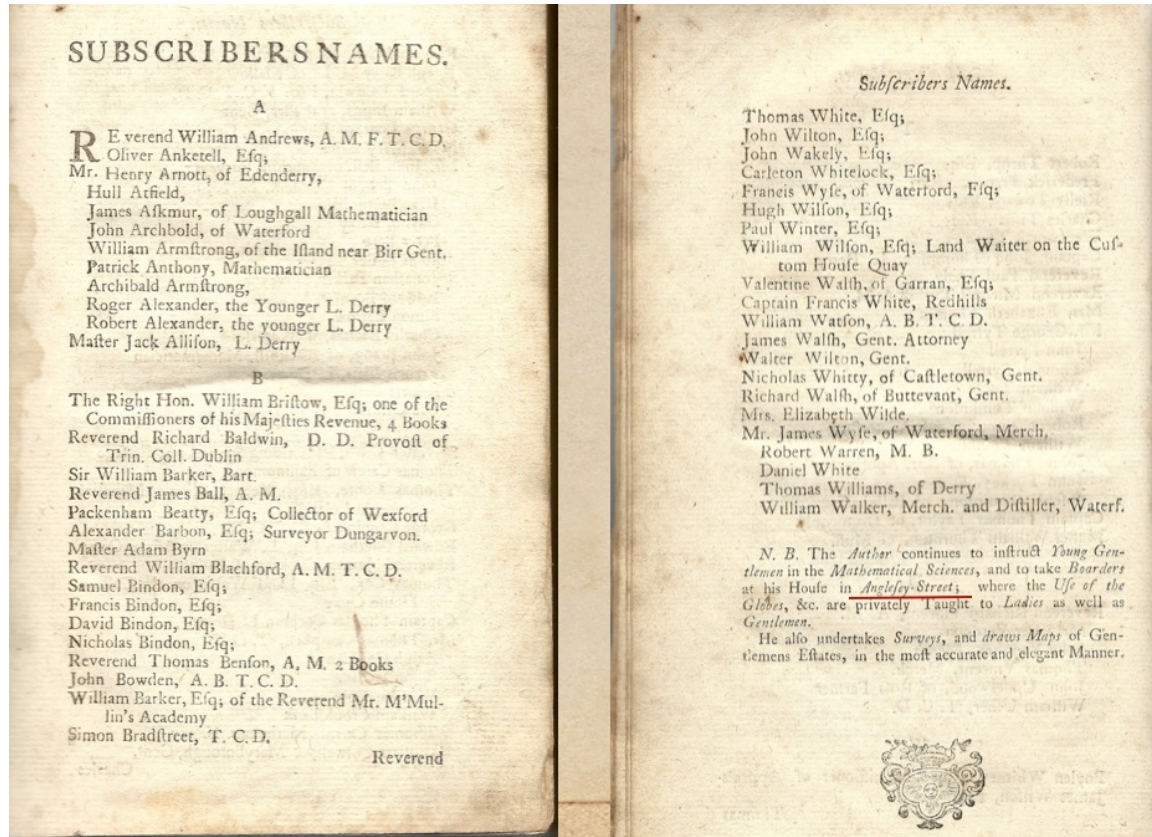 SUBSCRIBERS NAMES.
A
REverend William Andrews, A. M. F. T. C. D.
Oliver Anketell, Eſq;
Mr. Henry Arnott, of Edenderry,
Hull Atfield,
James Aſkmur, of Loughgall Mathematician
John Archbold, of Waterford
William Armſtrong, of the Iſland near Birr Gent.
Patrick Anthony, Mathematician
Archibald Armſtrong,
Roger Alexander, the Younger L. Derry
Robert Alexander, the younger L. Derry
Maſter Jack Alliſon, L. Derry
B
The Right Hon. William Briſtow, Eſq; one of the
Commiſſioners of his Majeſties Revenue, 4 Books
Reverend Richard Baldwin, D. D. Provoſt of
Trin. Coll. Dublin
Sir William Barker, Bart.
Reverend James Ball, A. M.
Packenham Beatty, Eſq; Collector of Wexford
Alexander Barbon, Eſq; Surveyor Dungarvon.
Maſter Adam Byrn
Reverend William Blachford, A. M. T. C. D.
Samuel Bindon, Eſq;
Francis Bindon, Eſq;
David Bindon, Eſq;
Nicholas Bindon, Eſq;
Reverend Thomas Benſon, A. M. 2 Books
John Bowden, A. B. T. C. D.
William Barker, Eſq; of the Reverend Mr. M'Mul-
lin's Academy
Simon Bradſtreet, T. C. D.
Reverend
Subſcribers Names.
Thomas White, Eſq;
John Wilton, Eſq;
John Wakely, Eſq;
Carleton Whitelock, Eſq;
Francis Wyſe, of Waterford, Fſq;
Hugh Wilſon, Eſq;
Paul Winter, Eſq;
William Wilſon, Eſq; Land Waiter on the Cuſ-
tom Houſe Quay
Valentine Walſh, of Garran, Eſq;
Captain Francis White, Redhills
William Watſon, A. B. T. C. D.
James Walſh, Gent. Attorney
Walter Wilton, Gent.
Nicholas Whitty, of Caſtletown, Gent.
Richard Walſh, of Buttevant, Gent.
Mrs. Elizabeth Wilde.
Mr. James Wyſe, of Waterford, Merch,
Robert Warren, M. B.
Daniel White
Thomas Williams, of Derry
William Walker, Merch. and Diſtiller, Waterf.
N. B. The Author continues to inſtruct Young Gen-
tlemen in the Mathematical Sciences, and to take Boarders
at his Houſe in Angleſey-Street; where the Uſe of the
Globes, &c. are privately Taught to Ladies as well as
Gentlemen.
He alſo undertakes Surveys, and draws Maps of Gen-
tlemens Eſtates, in the moſt accurate and elegant Manner.